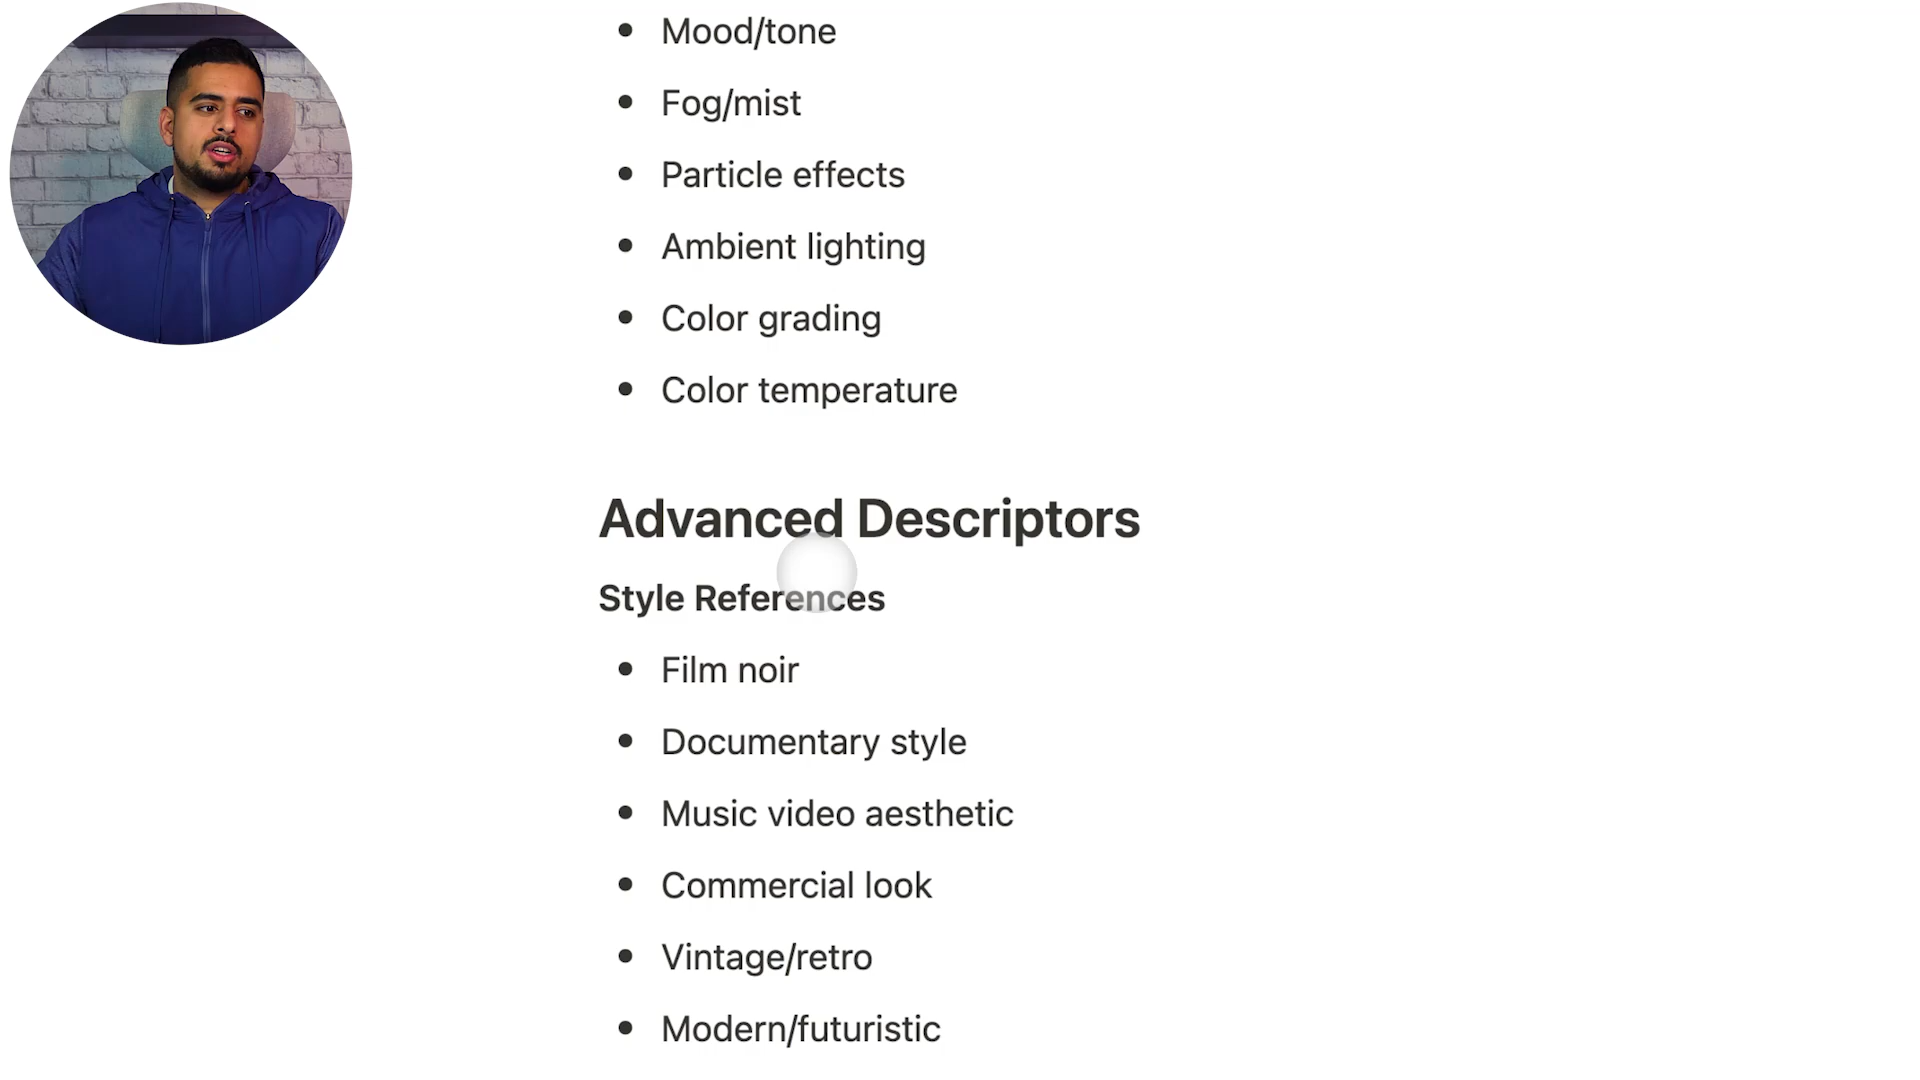 Mood/tone
Fog/mist
Particle effects
Ambient lighting
Color grading
Color temperature
Advanced Descriptors
Style References
Film noir
Documentary style
Music video aesthetic
Commercial look
Vintage/retro
Modern/futuristic